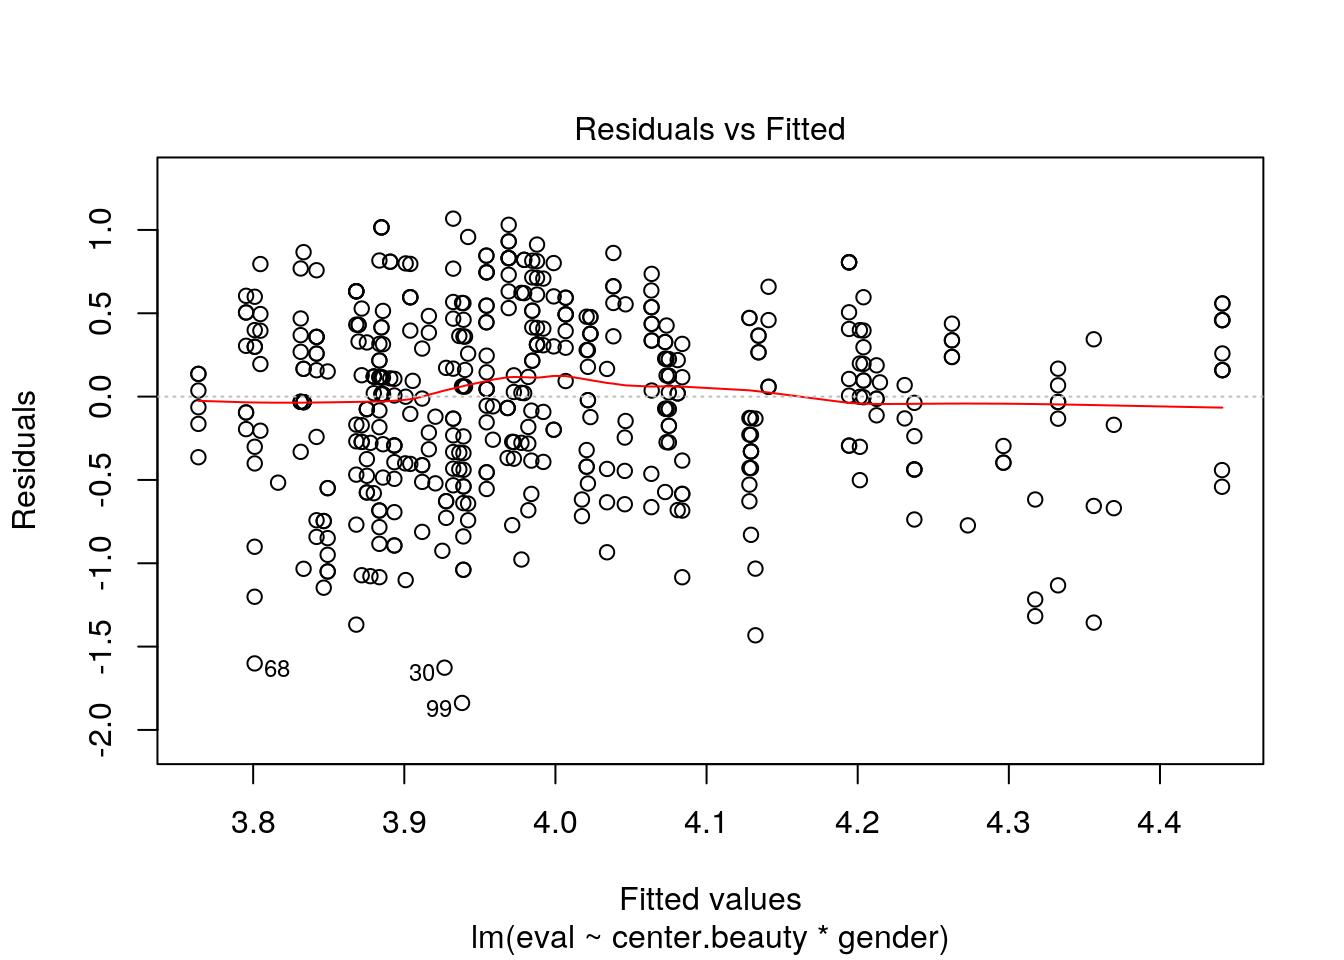 Residuals vs Fitted
Residuals
1.0
0.5
0.0
-0.5
-1.0
-1.5
-2.0
68
30
99
3.8 3.9 4.0 4.1 4.2 4.3 4.4
Fitted values
lm(eval ~ center.beauty * gender)